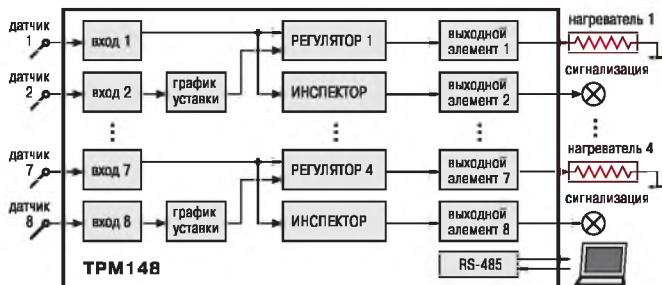 датчик
1
вход 1
РЕГУЛЯТОР 1
выходной
элемент 1
нагреватель 1
датчик
2
вход 2
график
уставки
ИНСПЕКТОР
выходной
элемент 2
сигнализация
датчик
7
вход 7
РЕГУЛЯТОР 4
выходной
элемент 7
нагреватель 4
датчик
8
вход 8
график
уставки
ИНСПЕКТОР
выходной
элемент 8
сигнализация
ТРМ148
RS-485